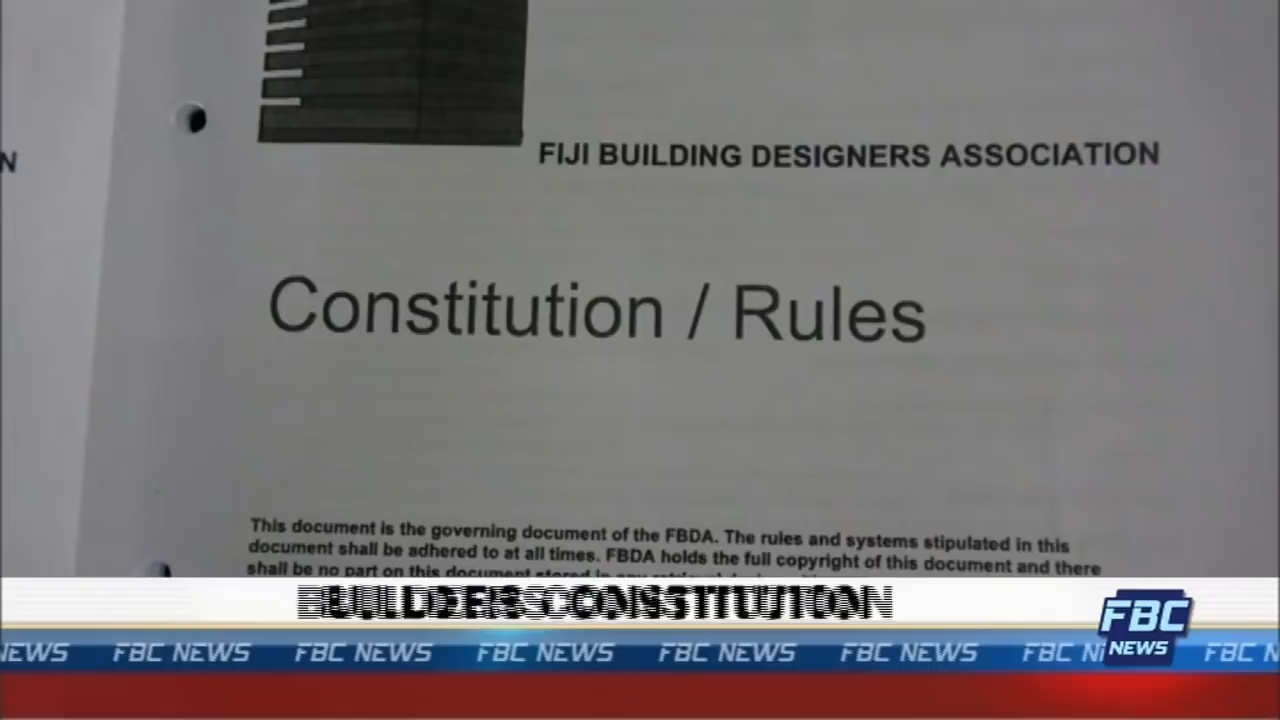 N
FIJI BUILDING DESIGNERS ASSOCIATION
Constitution / Rules
This document is the governing document of the FBDA. The rules and systems stipulated in this
document shall be adhered to at all times. FBDA holds the full copyright of this document and there
shall be no part on this document stored in any
BUILDERS CONSTITUTION
FBC
NEWS
NEWS FBC NEWS FBC NEWS FBC NEWS FBC NEWS FBC NEWS FBC N FBC N